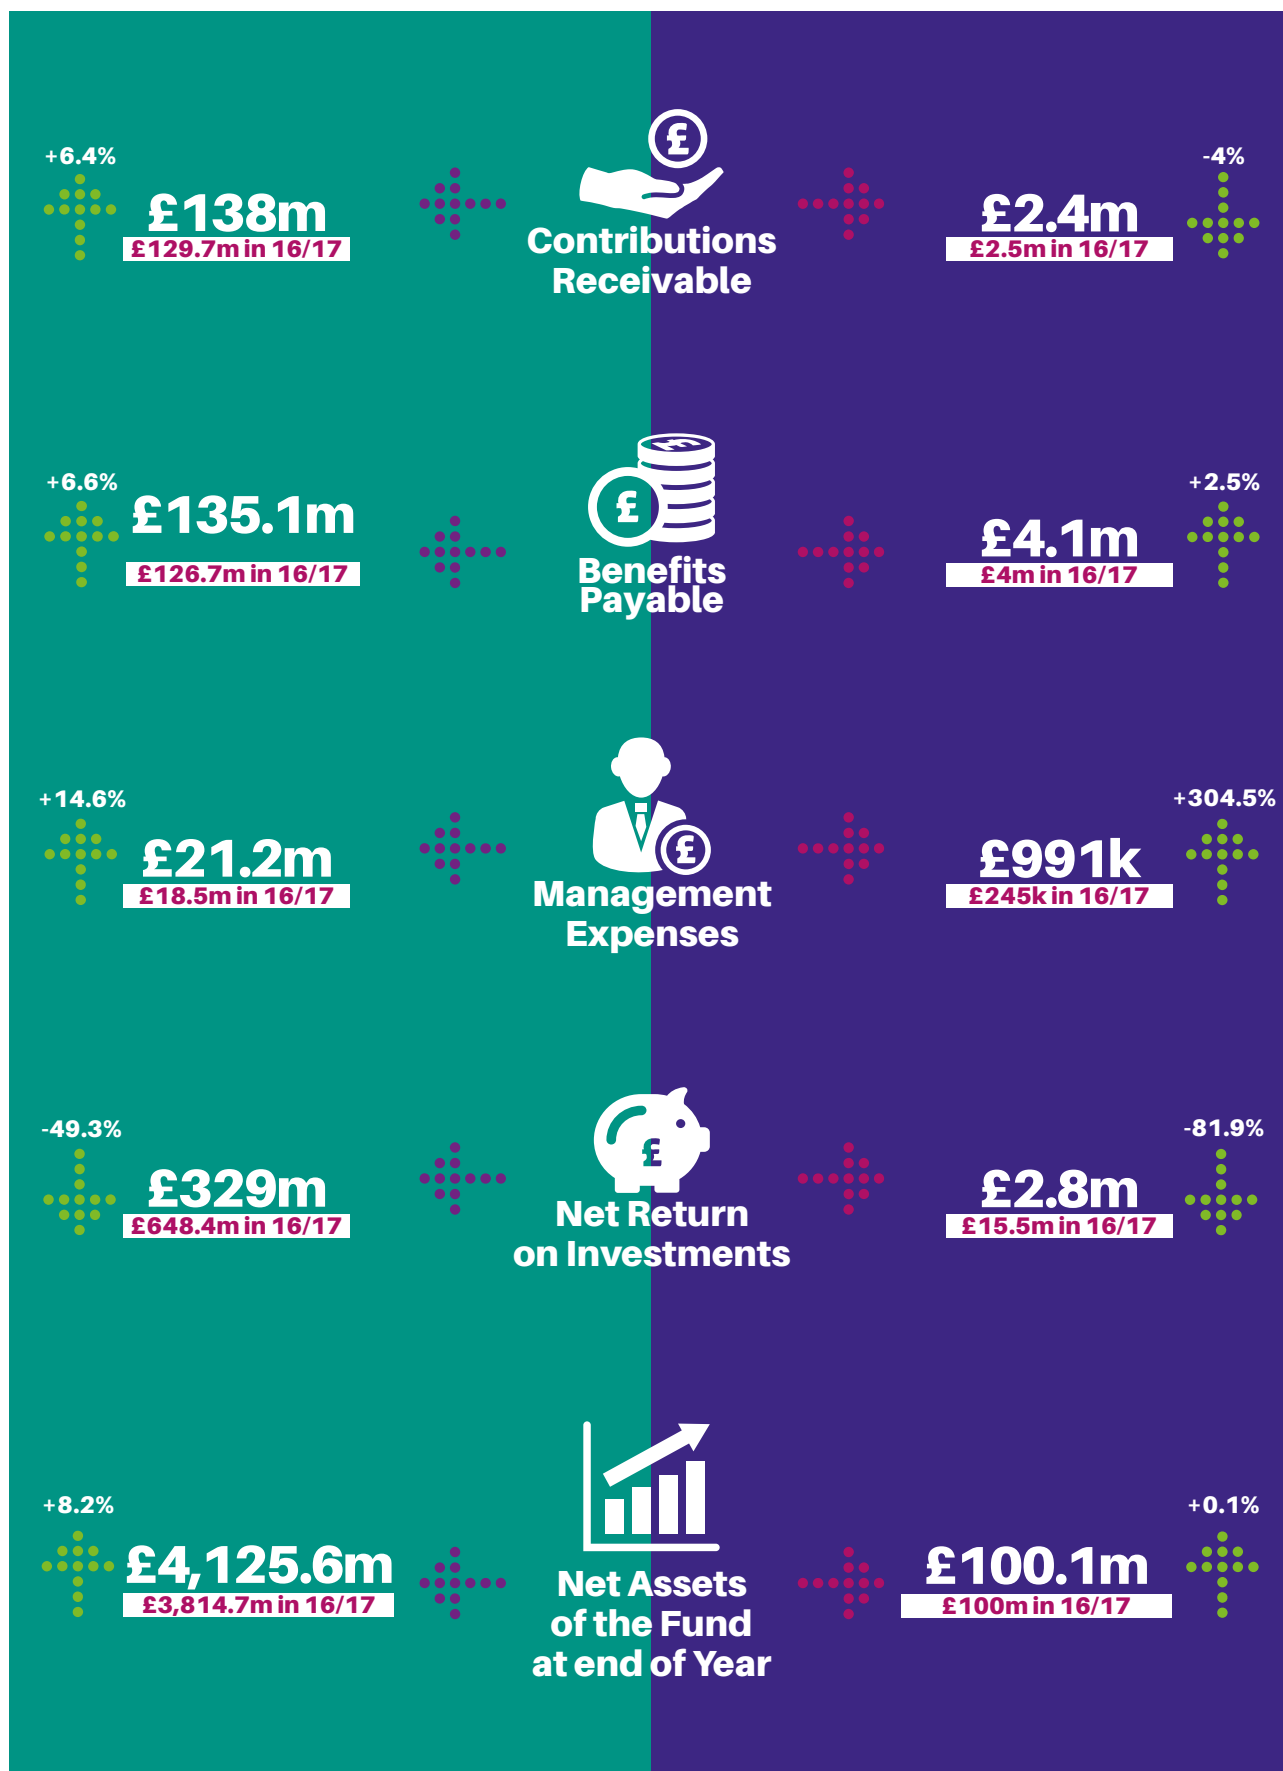 +6.4%
£138m
£129.7m in 16/17
£
Contributions
Receivable
-4%
£2.4m
£2.5m in 16/17
+6.6%
£135.1m
£126.7m in 16/17
£
£
Benefits
Payable
+2.5%
£4.1m
£4m in 16/17
+14.6%
£21.2m
£18.5m in 16/17
£
Management
Expenses
+304.5%
£991k
£245k in 16/17
-49.3%
£329m
£648.4m in 16/17
£
Net Return
on Investments
-81.9%
£2.8m
£15.5m in 16/17
+8.2%
£4,125.6m
£3,814.7m in 16/17
Net Assets
of the Fund
at end of Year
+0.1%
£100.1m
£100m in 16/17